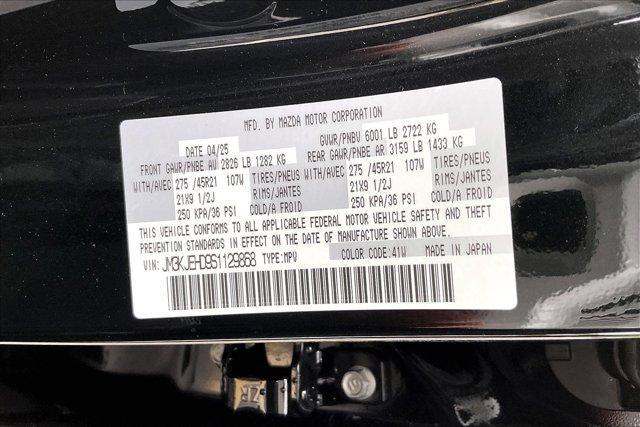 MFD. BY MAZDA MOTOR CORPORATION
DATE 04/25 GVWR/PNBV 6001 LB 2722 KG
FRONT GAWR/PNBE AV 2826 LB 1282 KG REAR GAWR/PNBE AR 3159 LB 1433 KG
WITH/AVEC 275 /45R21 107W TIRES/PNEUS WITH/AVEC 275 /45R21 107W TIRES/PNEUS
21X9 1/2J RIMS/JANTES 21X9 1/2J RIMS/JANTES
250 KPA/36 PSI COLD/A FROID 250 KPA/36 PSI COLD/A FROID
THIS VEHICLE CONFORMS TO ALL APPLICABLE FEDERAL MOTOR VEHICLE SAFETY AND THEFT
PREVENTION STANDARDS IN EFFECT ON THE DATE OF MANUFACTURE SHOWN ABOVE.
VIN: JM3KJEHD9S1129868 TYPE:MPV COLOR CODE:41W MADE IN JAPAN
ZR